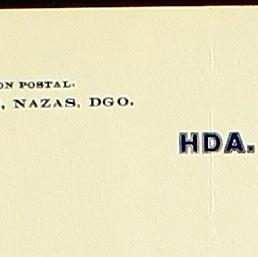 ON POSTAL.
, NAZAS, DGO.
HDA.